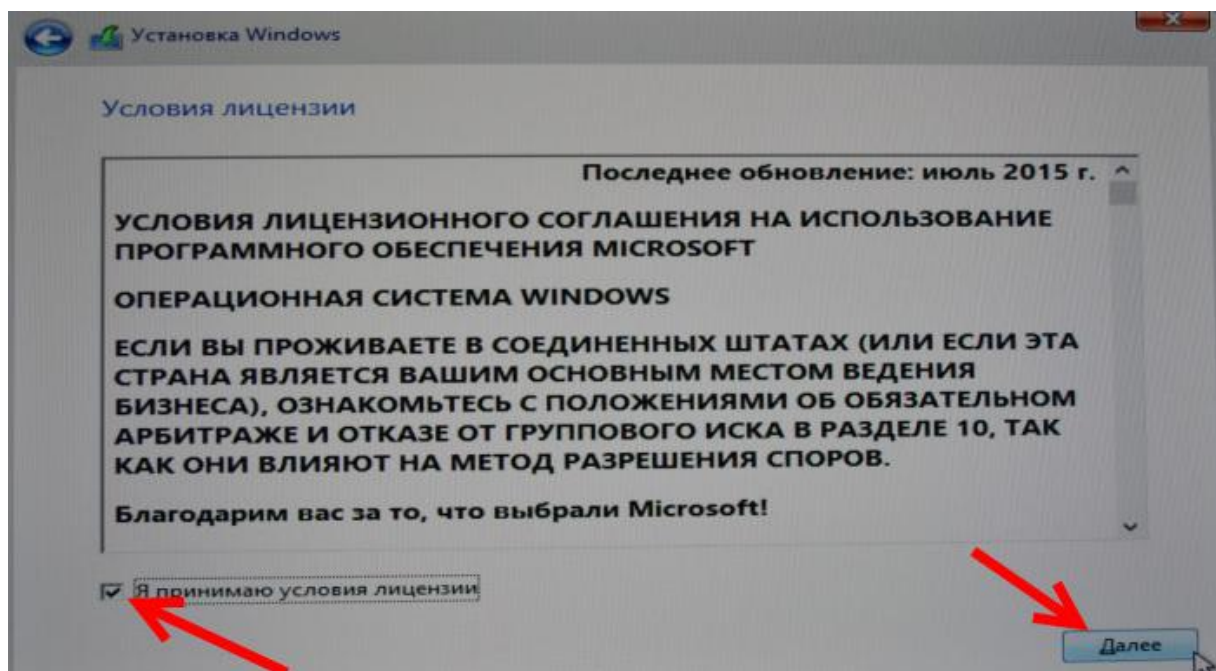 Установка Windows
Условия лицензии
Последнее обновление: июль 2015 г.
УСЛОВИЯ ЛИЦЕНЗИОННОГО СОГЛАШЕНИЯ НА ИСПОЛЬЗОВАНИЕ
ПРОГРАММНОГО ОБЕСПЕЧЕНИЯ MICROSOFT
ОПЕРАЦИОННАЯ СИСТЕМА WINDOWS
ЕСЛИ ВЫ ПРОЖИВАЕТЕ В СОЕДИНЕННЫХ ШТАТАХ (ИЛИ ЕСЛИ ЭТА
СТРАНА ЯВЛЯЕТСЯ ВАШИМ ОСНОВНЫМ МЕСТОМ ВЕДЕНИЯ
БИЗНЕСА), ОЗНАКОМЬТЕСЬ С ПОЛОЖЕНИЯМИ ОБ ОБЯЗАТЕЛЬНОМ
АРБИТРАЖЕ И ОТКАЗЕ ОТ ГРУППОВОГО ИСКА В РАЗДЕЛЕ 10, ТАК
КАК ОНИ ВЛИЯЮТ НА МЕТОД РАЗРЕШЕНИЯ СПОРОВ.
Благодарим вас за то, что выбрали Microsoft!
Я принимаю условия лицензии
Далее